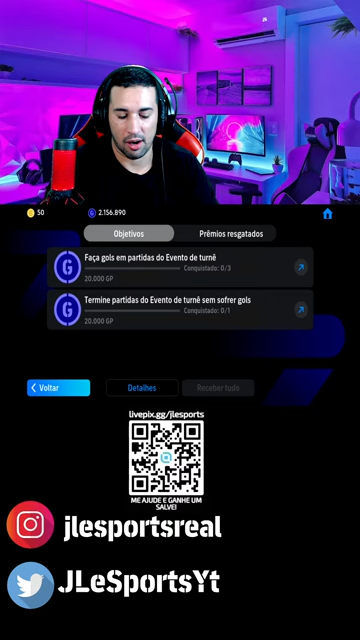 50
2.156.890
Objetivos
Prêmios resgatados
Faça gols em partidas do Evento de turnê
Conquistado: 0/3
20.000 GP
Termine partidas do Evento de turnê sem sofrer gols
Conquistado: 0/1
20.000 GP
Voltar
Detalhes
Receber tudo
livepix.gg/jlesports
ME AJUDE E GANHE UM
SALVE!
jlesportsreal
JLeSportsYt